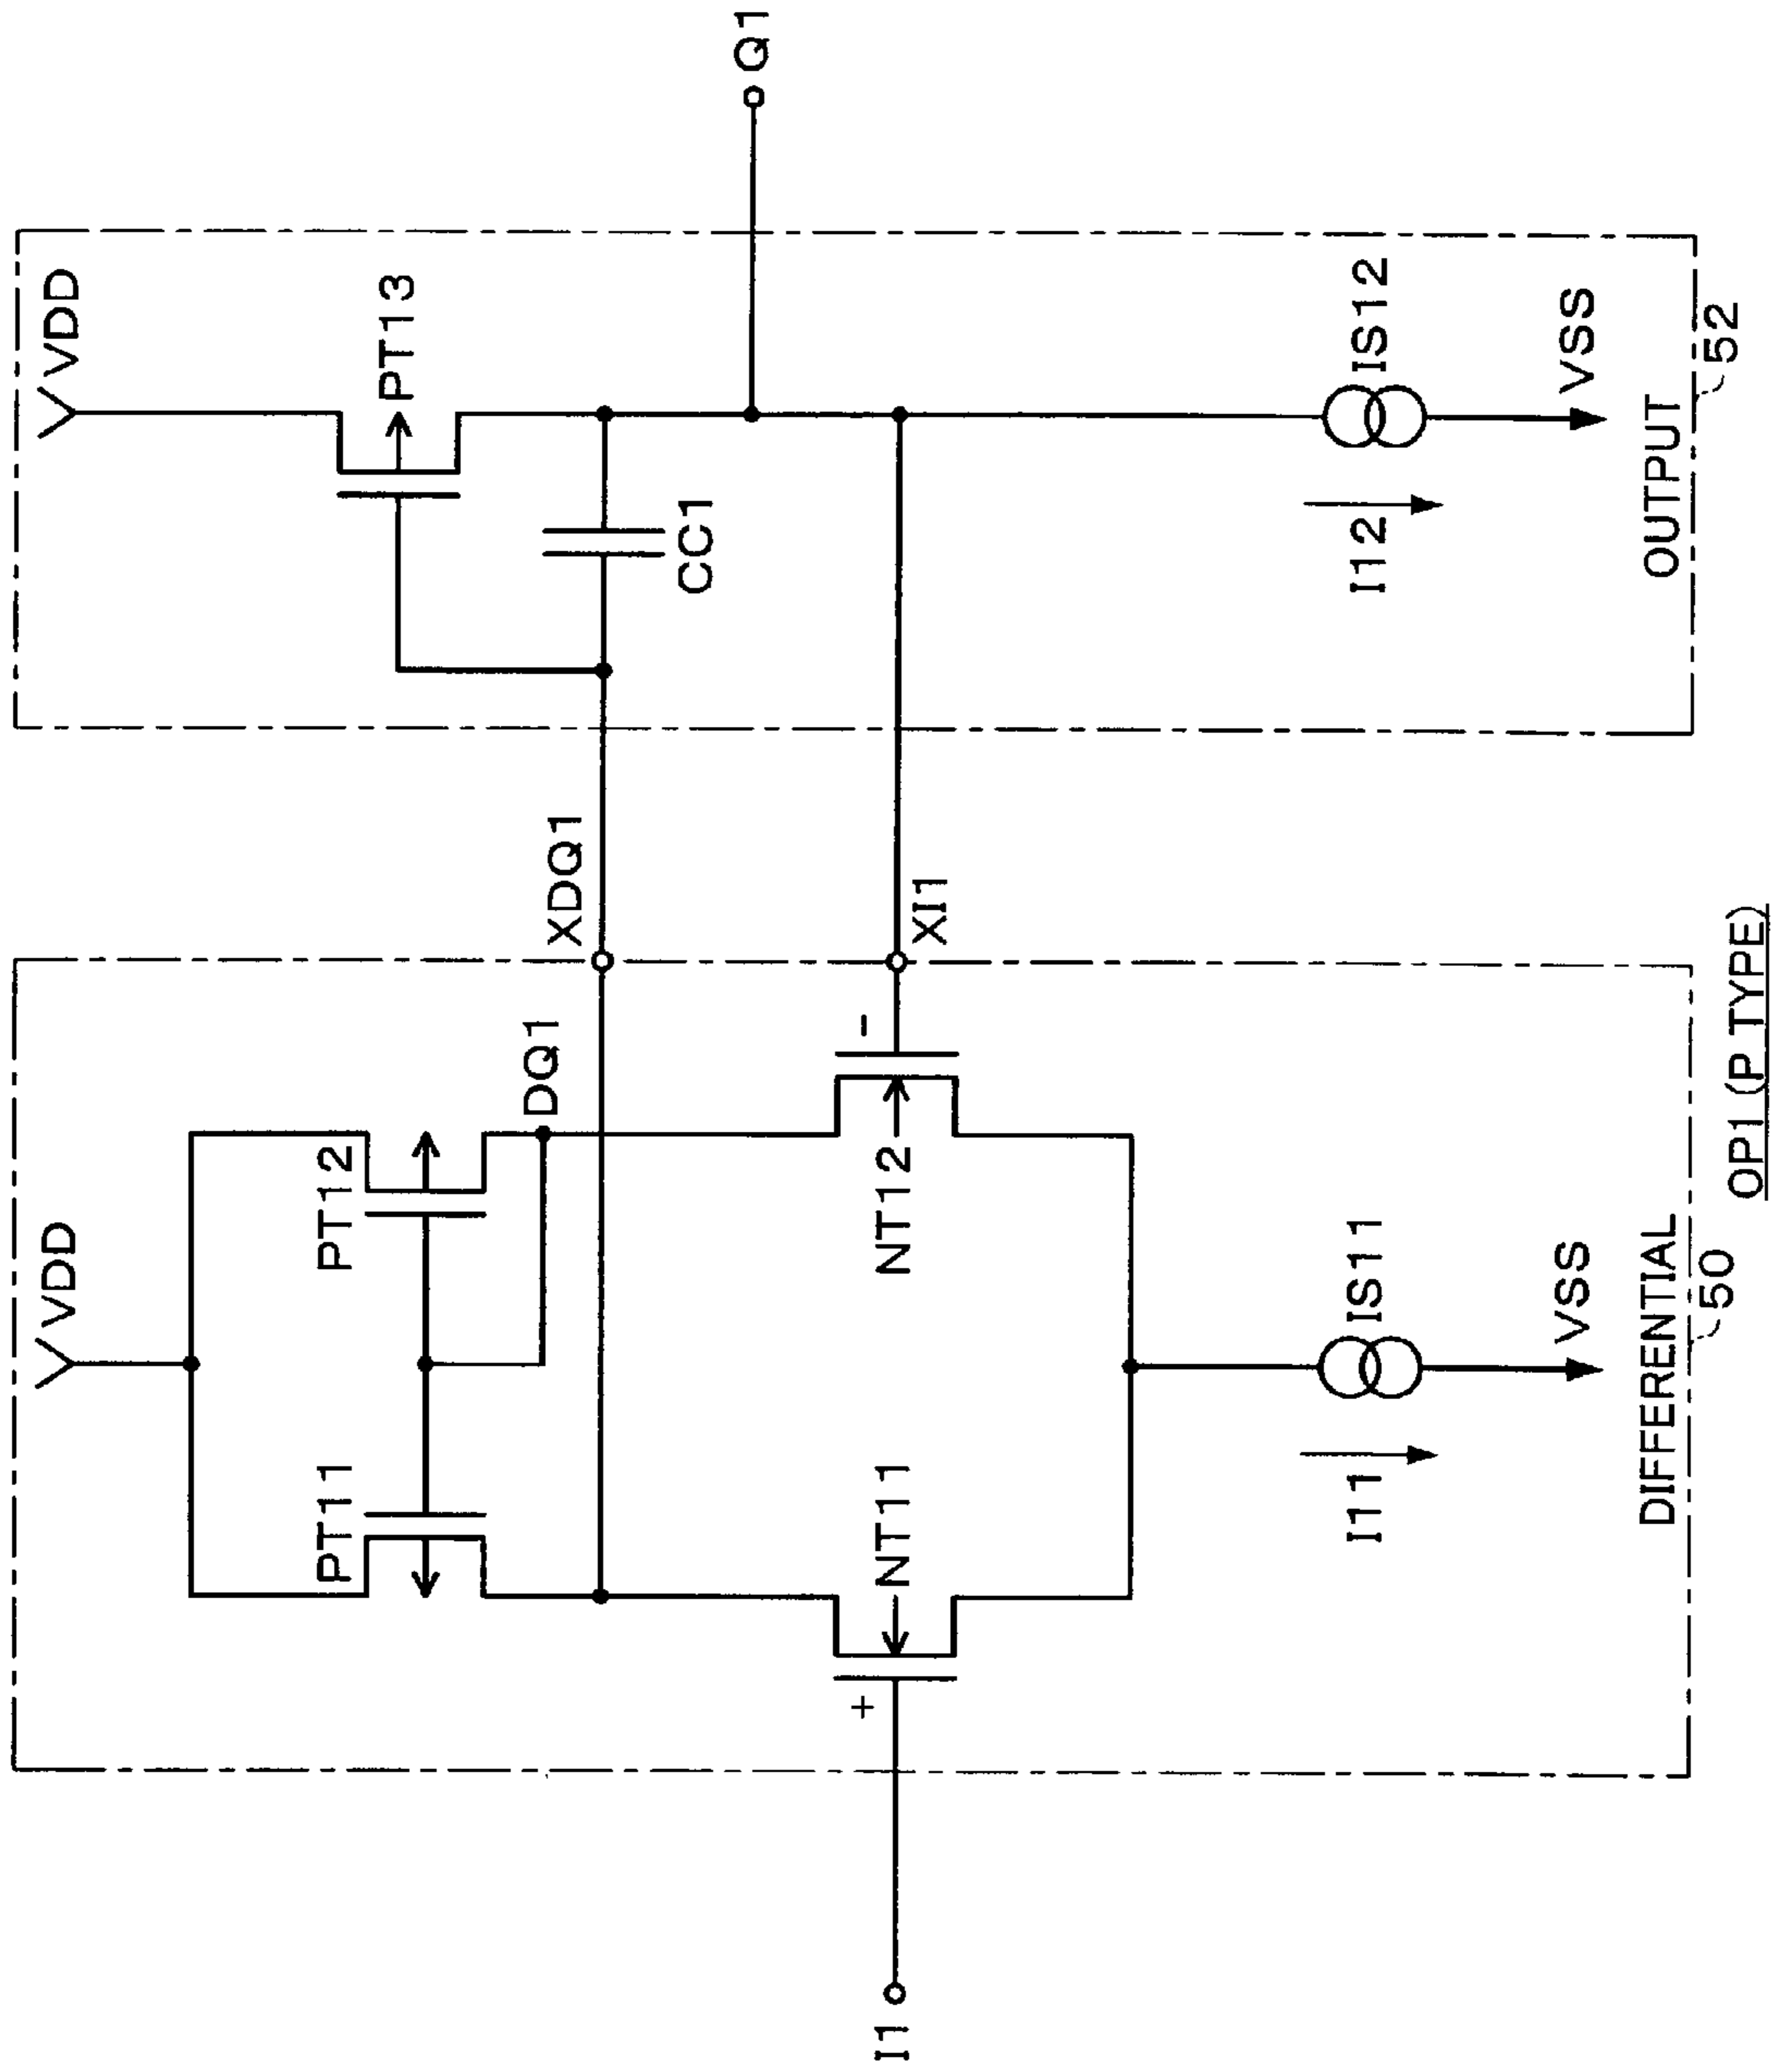 VDD
VDD
PT11
PT12
PT13
DQ1
XDQ1
CC1
Q1
I1
+
NT11
NT12
-
XI1
I11
IS11
I12
IS12
VSS
VSS
DIFFERENTIAL
OUTPUT
50
52
OP1(P TYPE)